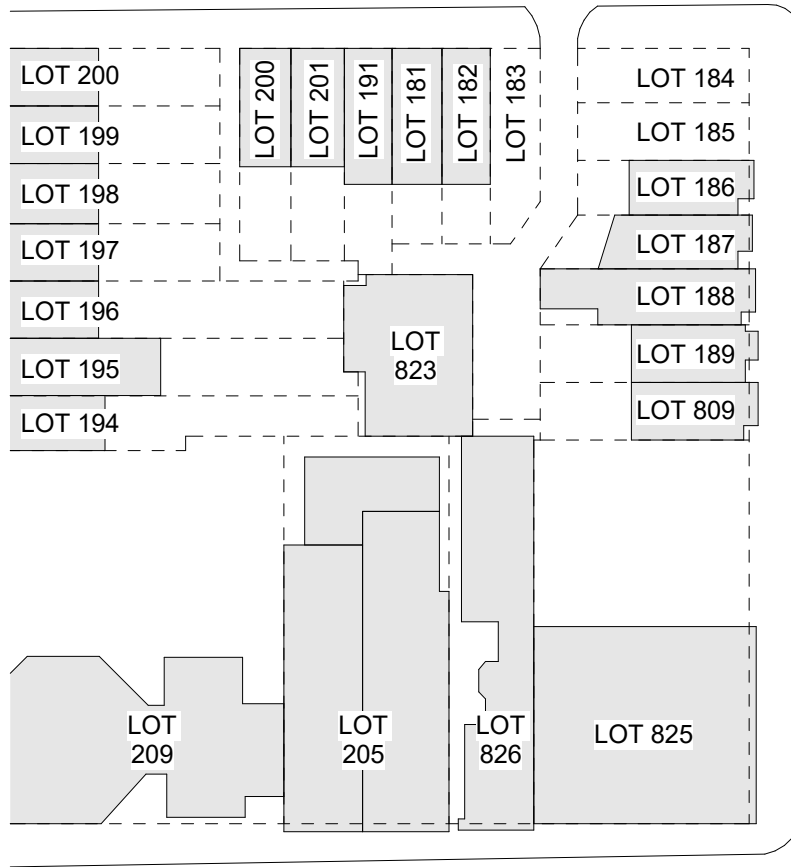 LOT 200
LOT 199
LOT 198
LOT 197
LOT 196
LOT 195
LOT 194
LOT 200
LOT 201
LOT 191
LOT 181
LOT 182
LOT 183
LOT 184
LOT 185
LOT 186
LOT 187
LOT 188
LOT 189
LOT 809
LOT
823
LOT
209
LOT
205
LOT
826
LOT 825